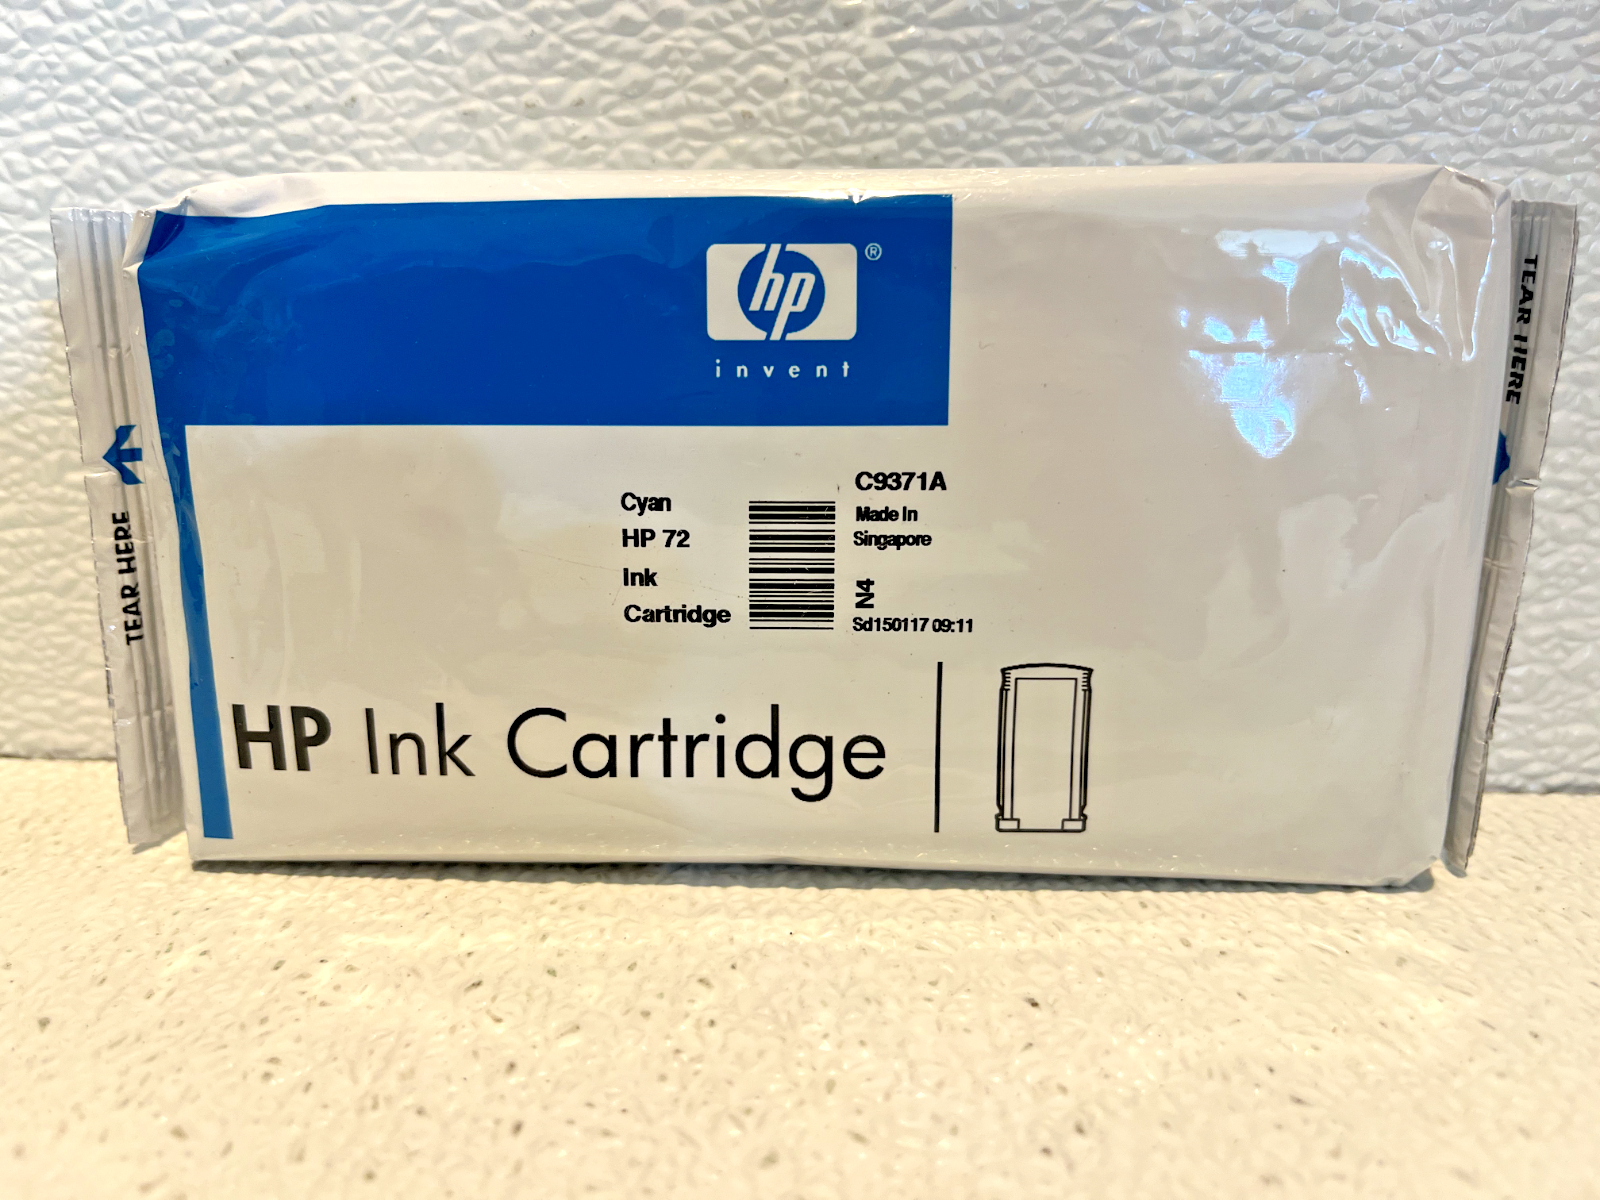 hp®
invent
Cyan
HP 72
Ink
Cartridge
C9371A
Made In
Singapore
N4
Sd150117 09:11
HP Ink Cartridge
TEAR HERE
TEAR HERE